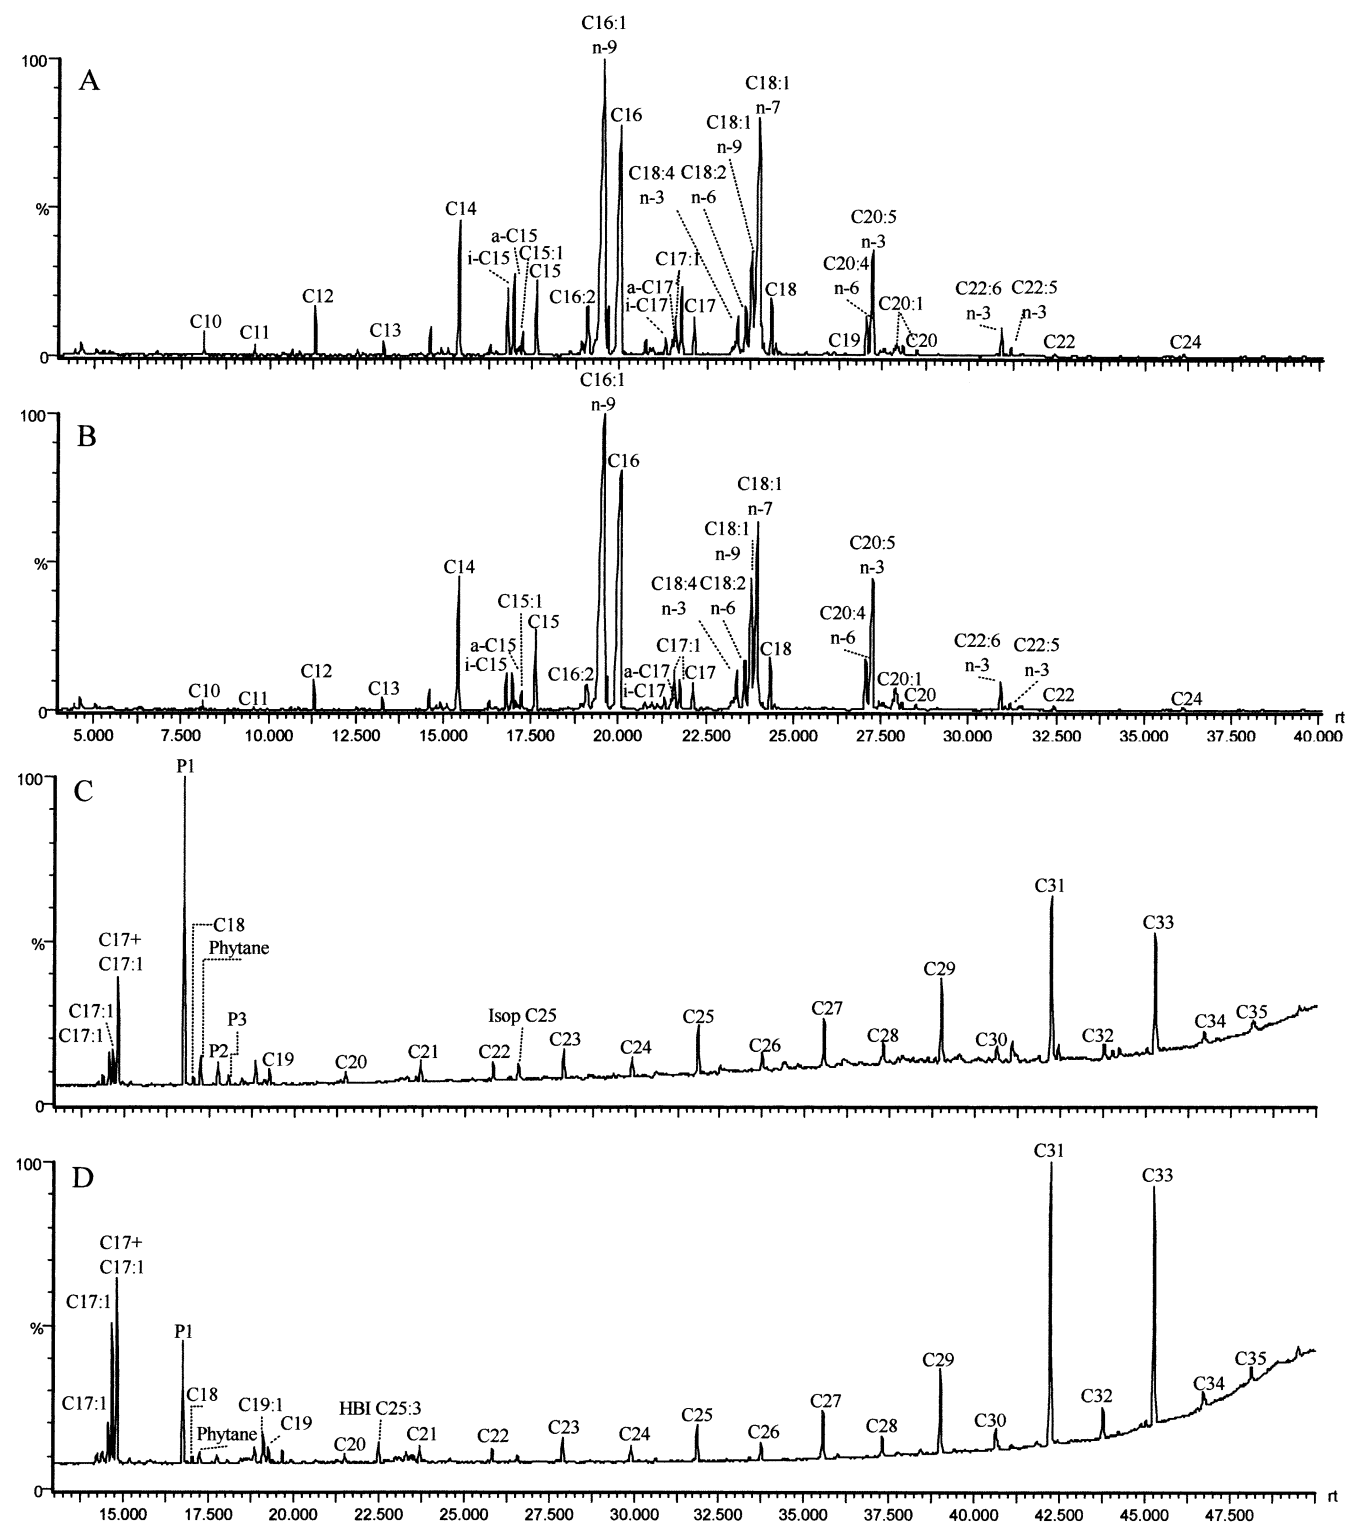 C16:1
n-9
100
A
C18:1
n-7
C16
C18:1
n-9
C18:4
n-3
C18:2
n-6
%
C14
C20:5
n-3
a-C15
i-C15
C15:1
C15
C17:1
C20:4
n-6
a-C17
i-C17
C22:6
n-3
C22:5
n-3
C12
C16:2
C17
C18
C20:1
C10
C11
C13
C19
C20
C22
C24
0
C16:1
n-9
100
B
C16
C18:1
n-7
C18:1
n-9
C20:5
n-3
%
C14
C18:4
n-3
C18:2
n-6
C15:1
C15
C20:4
n-6
a-C15
i-C15
C17:1
C18
C22:6
n-3
C22:5
n-3
C12
C16:2
a-C17
i-C17
C17
C20:1
C10
C11
C13
C20
C22
C24
0
rt
5.000 7.500 10.000 12.500 15.000 17.500 20.000 22.500 25.000 27.500 30.000 32.500 35.000 37.500 40.000
P1
100
C
C31
C18
C33
C17+
C17:1
Phytane
%
C29
C17:1
C17:1
P3
Isop C25
C25
C27
C35
C34
P2
C19
C20
C21
C22
C23
C24
C26
C28
C30
C32
0
C31
100
D
C33
C17+
C17:1
C17:1
%
P1
C29
C35
C18
C17:1
C19:1
C19
HBI C25:3
C27
C34
C32
Phytane
C20
C21
C22
C23
C24
C25
C26
C28
C30
0
rt
15.000 17.500 20.000 22.500 25.000 27.500 30.000 32.500 35.000 37.500 40.000 42.500 45.000 47.500